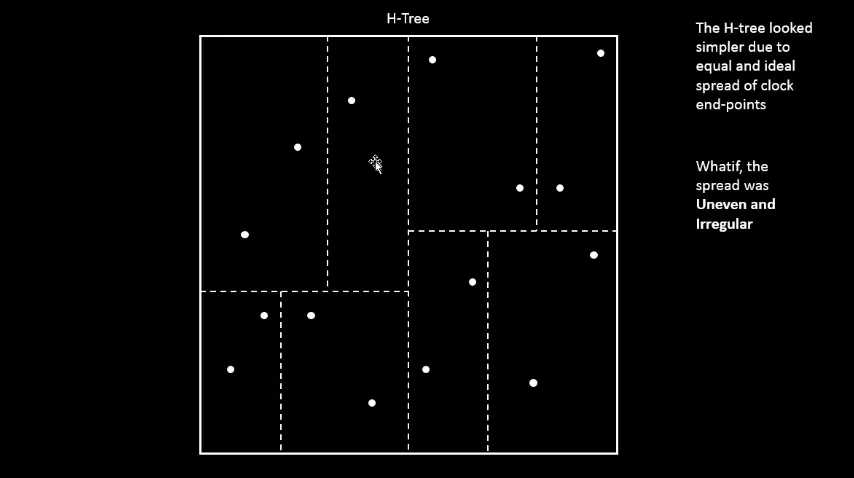 H-Tree
The H-tree looked
simpler due to
equal and ideal
spread of clock
end-points
Whatif, the
spread was
Uneven and
Irregular